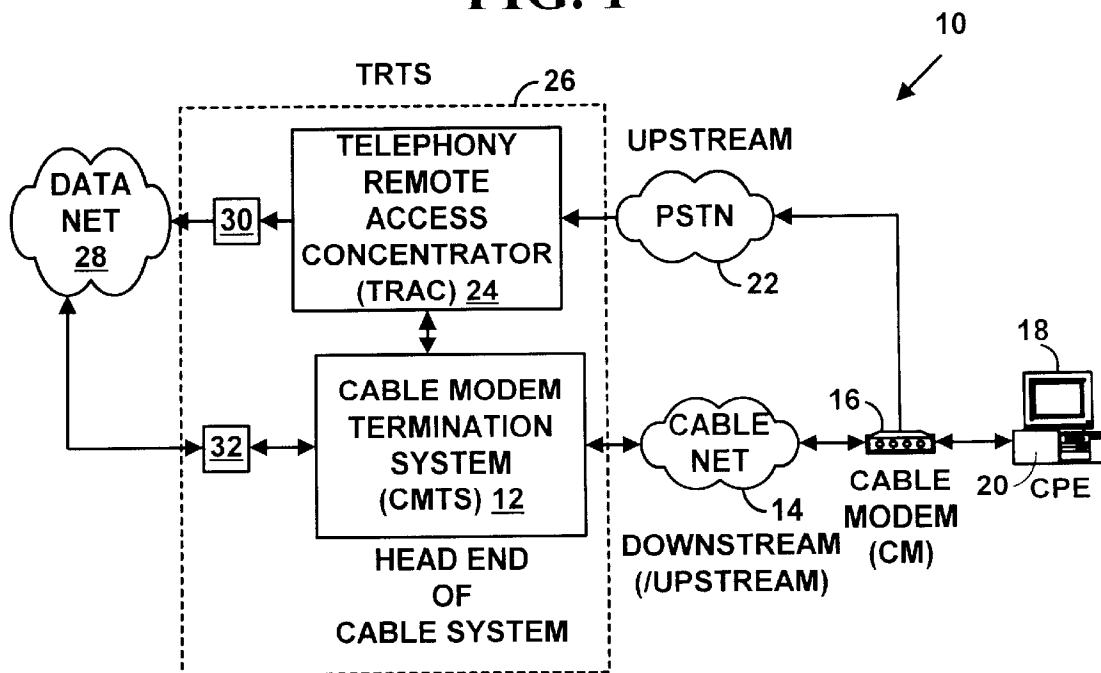 FIG. 1
10
TRTS
26
TELEPHONY
REMOTE
ACCESS
CONCENTRATOR
(TRAC) 24
UPSTREAM
DATA
NET
28
30
PSTN
22
18
CABLE MODEM
TERMINATION
SYSTEM
(CMTS) 12
32
CABLE
NET
14
16
20
CPE
CABLE
MODEM
(CM)
DOWNSTREAM
(/UPSTREAM)
HEAD END
OF
CABLE SYSTEM